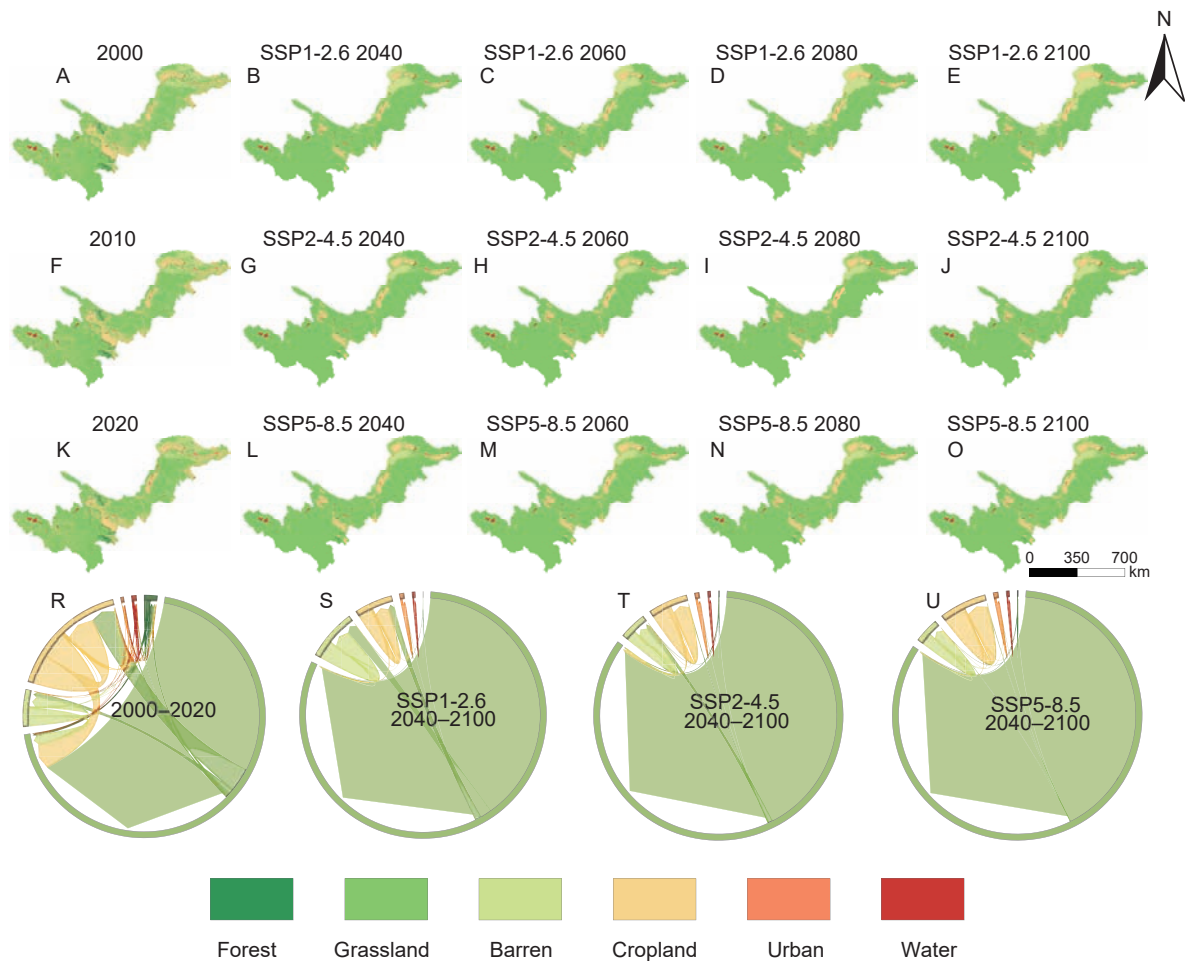 N
2000
SSP1-2.6 2040
SSP1-2.6 2060
SSP1-2.6 2080
SSP1-2.6 2100
A
B
C
D
E
2010
SSP2-4.5 2040
SSP2-4.5 2060
SSP2-4.5 2080
SSP2-4.5 2100
F
G
H
I
J
2020
SSP5-8.5 2040
SSP5-8.5 2060
SSP5-8.5 2080
SSP5-8.5 2100
K
L
M
N
O
0 350 700
km
R
S
T
U
2000–2020
SSP1-2.6
2040–2100
SSP2-4.5
2040–2100
SSP5-8.5
2040–2100
Forest
Grassland
Barren
Cropland
Urban
Water